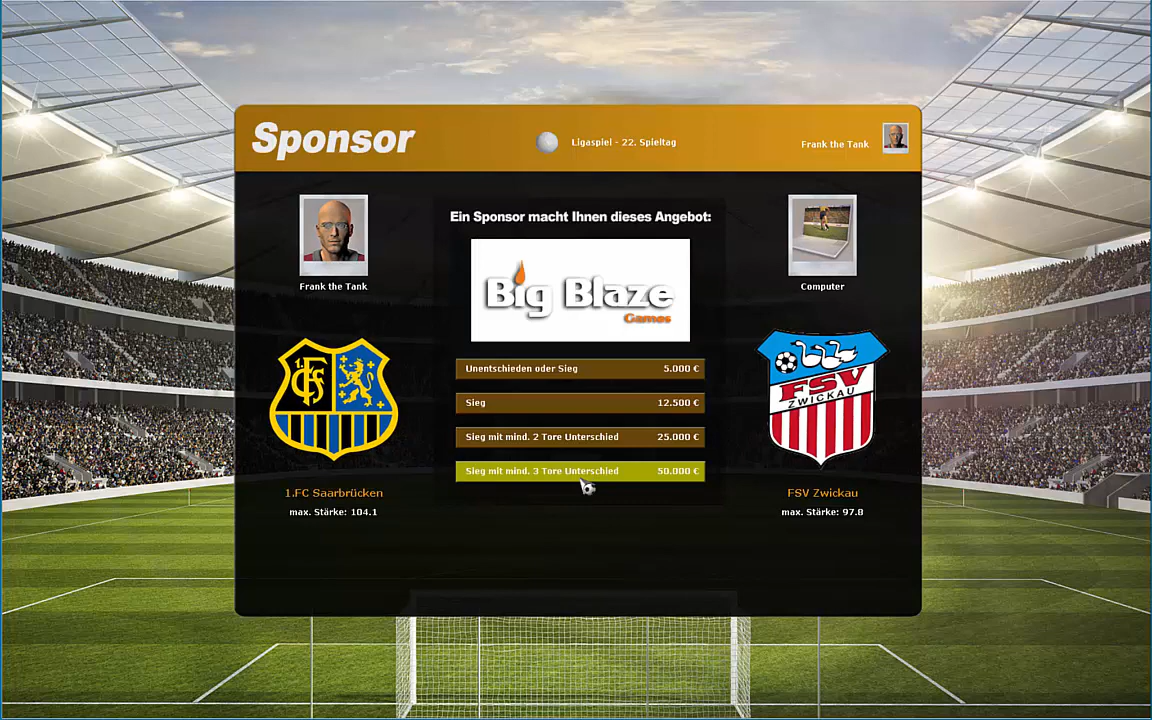 Sponsor
Ligaspiel - 22. Spieltag
Frank the Tank
Ein Sponsor macht Ihnen dieses Angebot:
Frank the Tank
Computer
Big Blaze
Games
Unentschieden oder Sieg 5.000 €
Sieg 12.500 €
Sieg mit mind. 2 Tore Unterschied 25.000 €
Sieg mit mind. 3 Tore Unterschied 50.000 €
1.FCS
FSV
ZWICKAU
1.FC Saarbrücken
FSV Zwickau
max. Stärke: 104.1
max. Stärke: 97.8